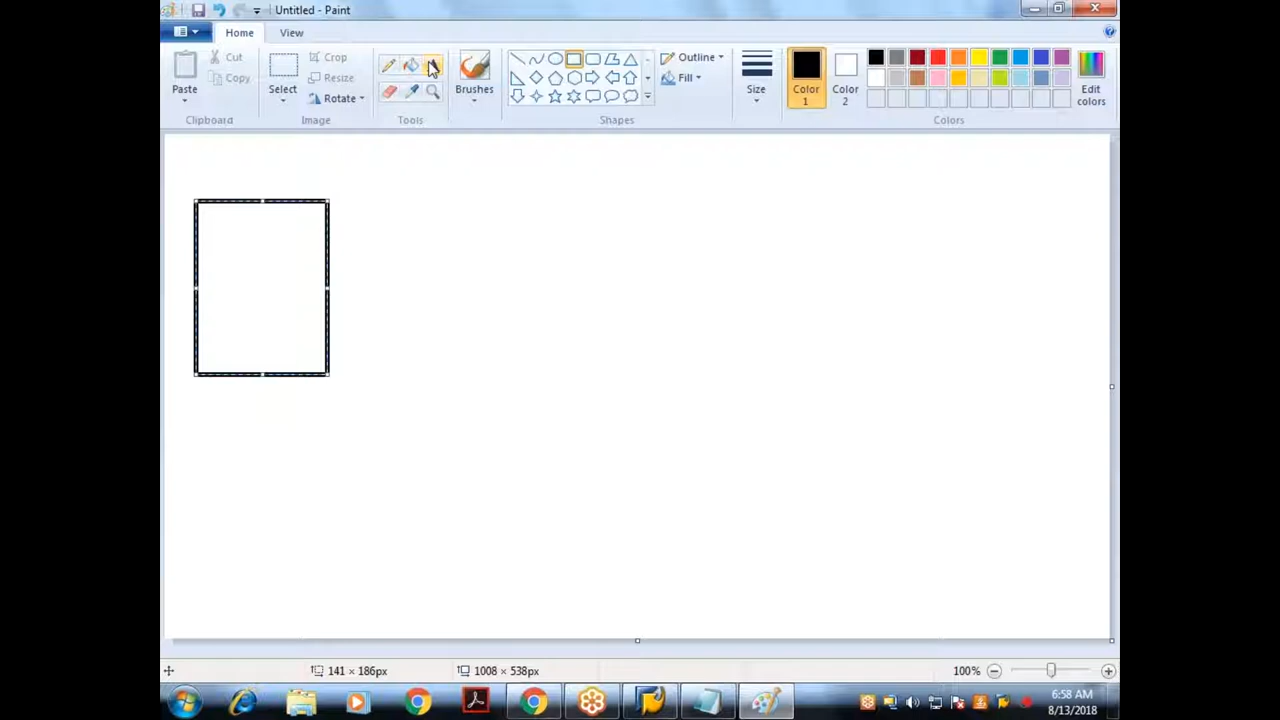 Untitled - Paint
Home View
Paste
Cut
Copy
Clipboard
Select
Crop
Resize
Rotate
Image
Tools
Brushes
Outline
Fill
Shapes
Size
Color 1
Color 2
Edit colors
Colors
141 × 186px
1008 × 538px
100%
6:58 AM
8/13/2018